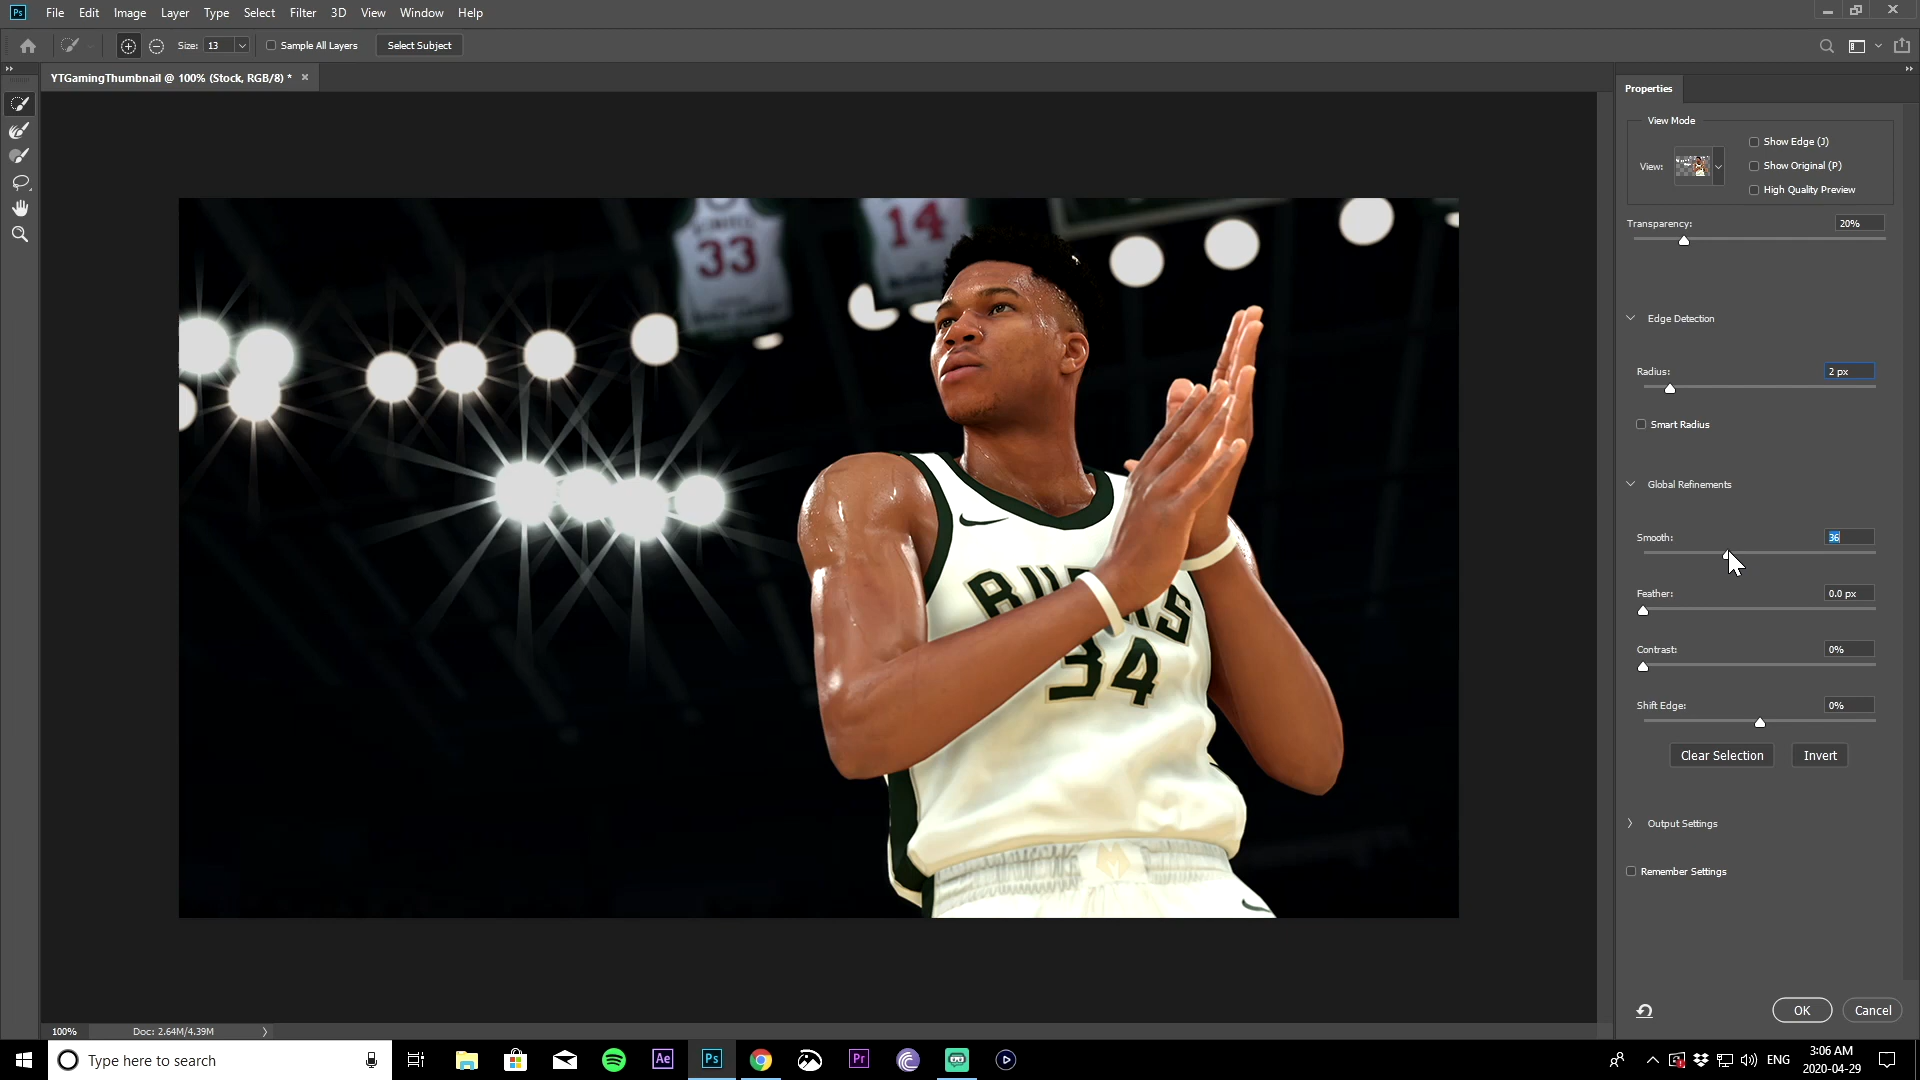 Ps File Edit Image Layer Type Select Filter 3D View Window Help
Size: 13 Sample All Layers Select Subject
YTGamingThumbnail @ 100% (Stock, RGB/8) * ×
Properties
View Mode
View:
Show Edge (J)
Show Original (P)
High Quality Preview
Transparency: 20%
Edge Detection
Radius: 2 px
Smart Radius
Global Refinements
Smooth: 36
Feather: 0.0 px
Contrast: 0%
Shift Edge: 0%
Clear Selection Invert
Output Settings
Remember Settings
OK Cancel
33
14
34
100% Doc: 2.64M/4.39M
Type here to search
Ae Ps Pr
ENG
3:06 AM
2020-04-29